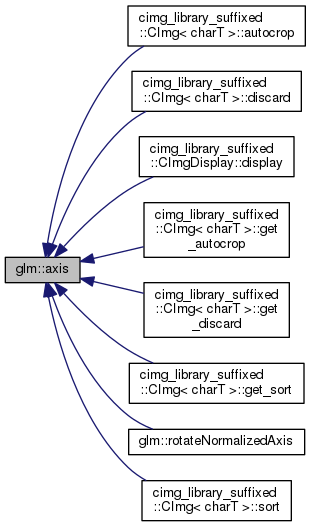 cimg_library_suffixed
::CImg< charT >::autocrop
cimg_library_suffixed
::CImg< charT >::discard
cimg_library_suffixed
::CImgDisplay::display
cimg_library_suffixed
::CImg< charT >::get
_autocrop
glm::axis
cimg_library_suffixed
::CImg< charT >::get
_discard
cimg_library_suffixed
::CImg< charT >::get_sort
glm::rotateNormalizedAxis
cimg_library_suffixed
::CImg< charT >::sort